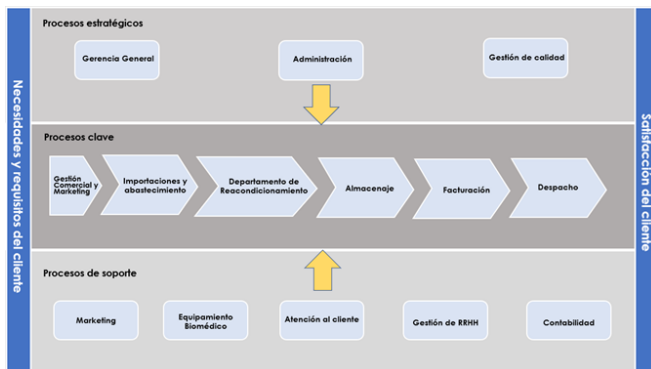 Necesidades y requisitos del cliente
Procesos estratégicos
Gerencia General
Administración
Gestión de calidad
Procesos clave
Gestión
Comercial y
Marketing
Importaciones y
abastecimiento
Departamento de
Reacondicionamiento
Almacenaje
Facturación
Despacho
Procesos de soporte
Marketing
Equipamiento
Biomédico
Atención al cliente
Gestión de RRHH
Contabilidad
Satisfacción del cliente